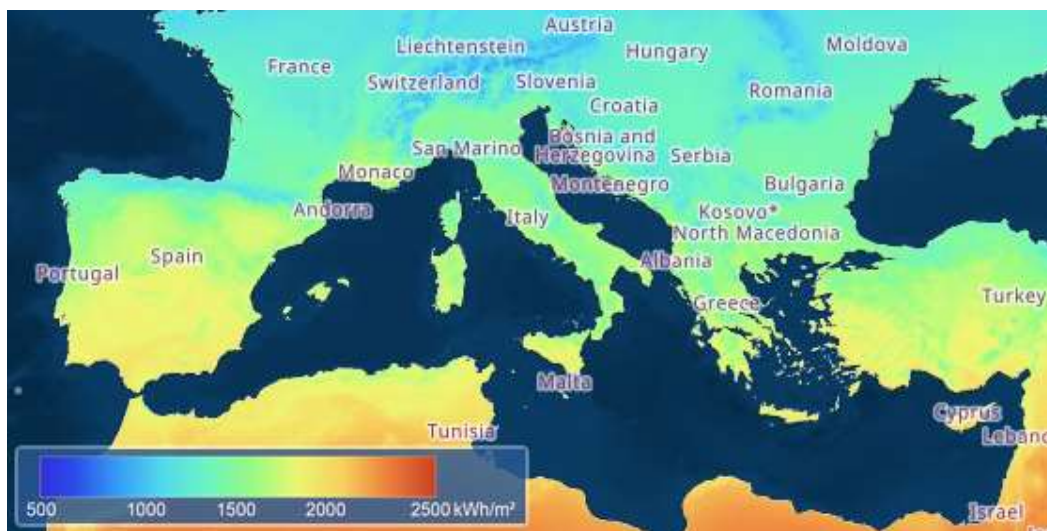 Austria
Moldova
Liechtenstein
Hungary
France
Switzerland
Slovenia
Romania
Croatia
Bosnia and
Herzegovina
San Marino
Serbia
Monaco
Montenegro
Bulgaria
Andorra
Italy
Kosovo*
North Macedonia
Spain
Portugal
Albania
Greece
Turkey
Malta
Cyprus
Tunisia
Lebano
Israel
500 1000 1500 2000 2500 kWh/m²